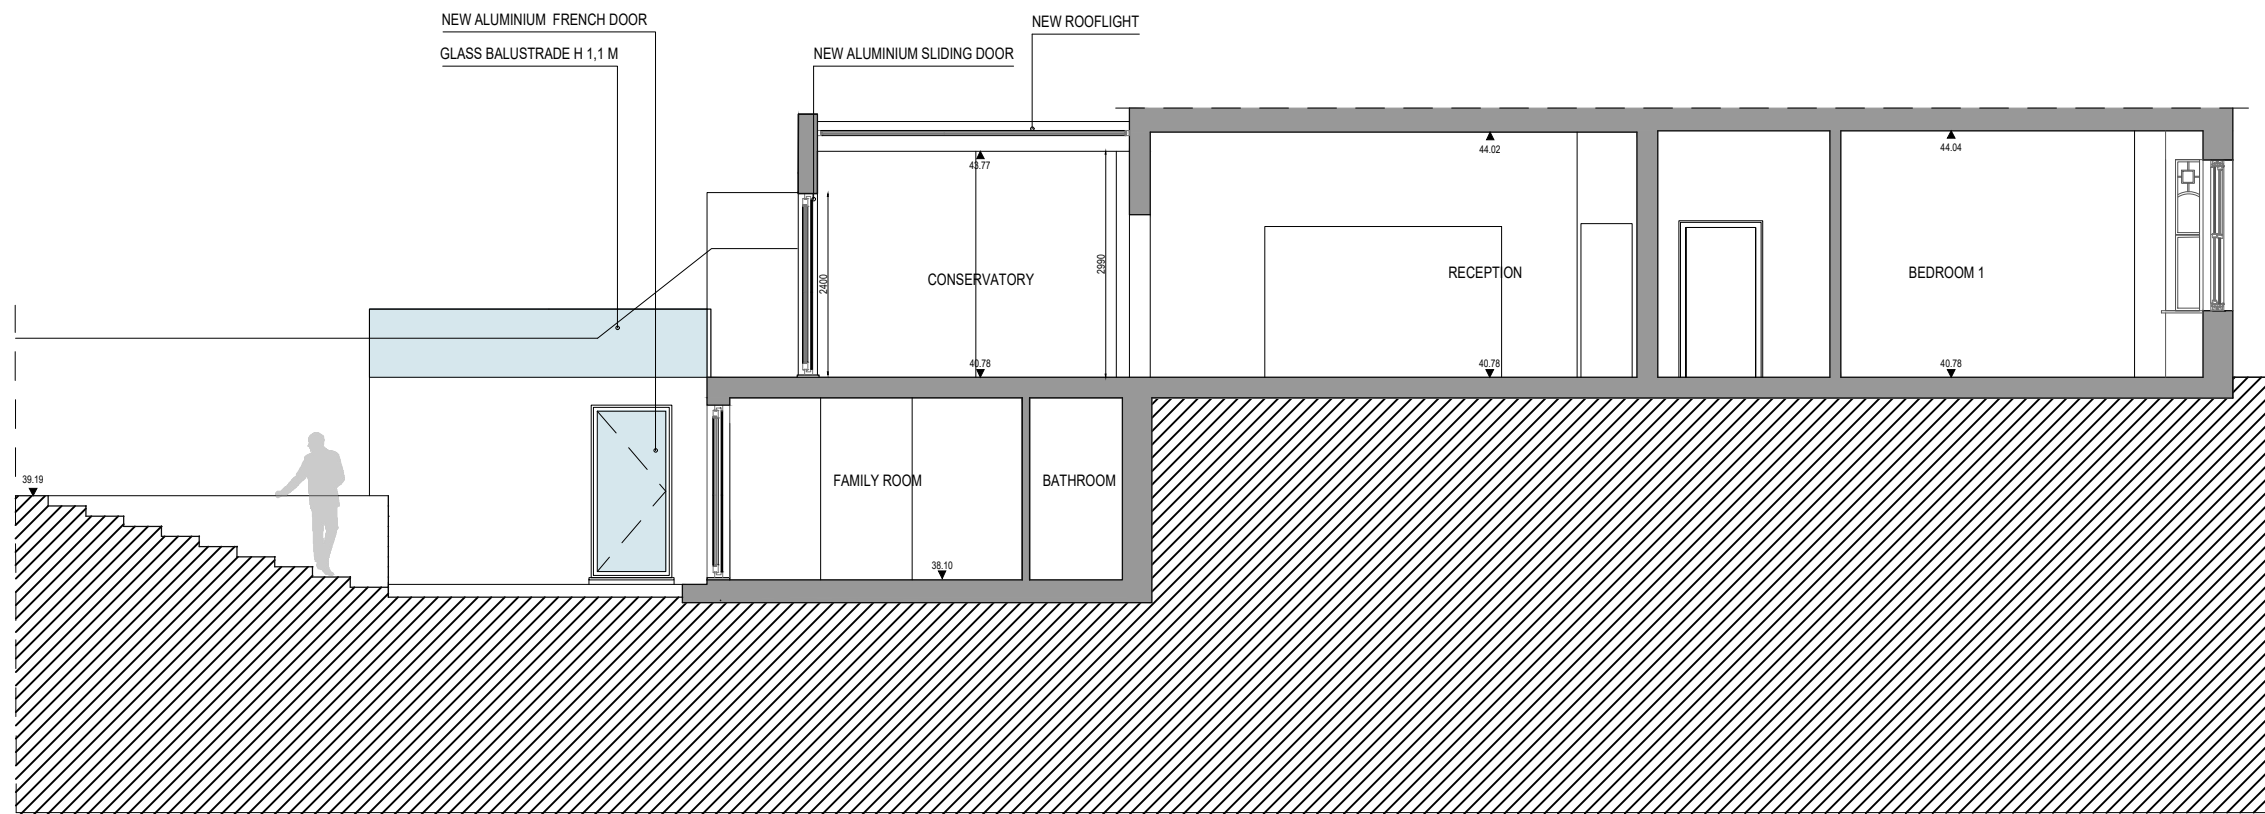 NEW ALUMINIUM FRENCH DOOR
NEW ROOFLIGHT
GLASS BALUSTRADE H 1,1 M
NEW ALUMINIUM SLIDING DOOR
43.77
44.02
44.04
2400
CONSERVATORY
2990
RECEPTION
BEDROOM 1
40.78
40.78
40.78
39.19
FAMILY ROOM
BATHROOM
38.10